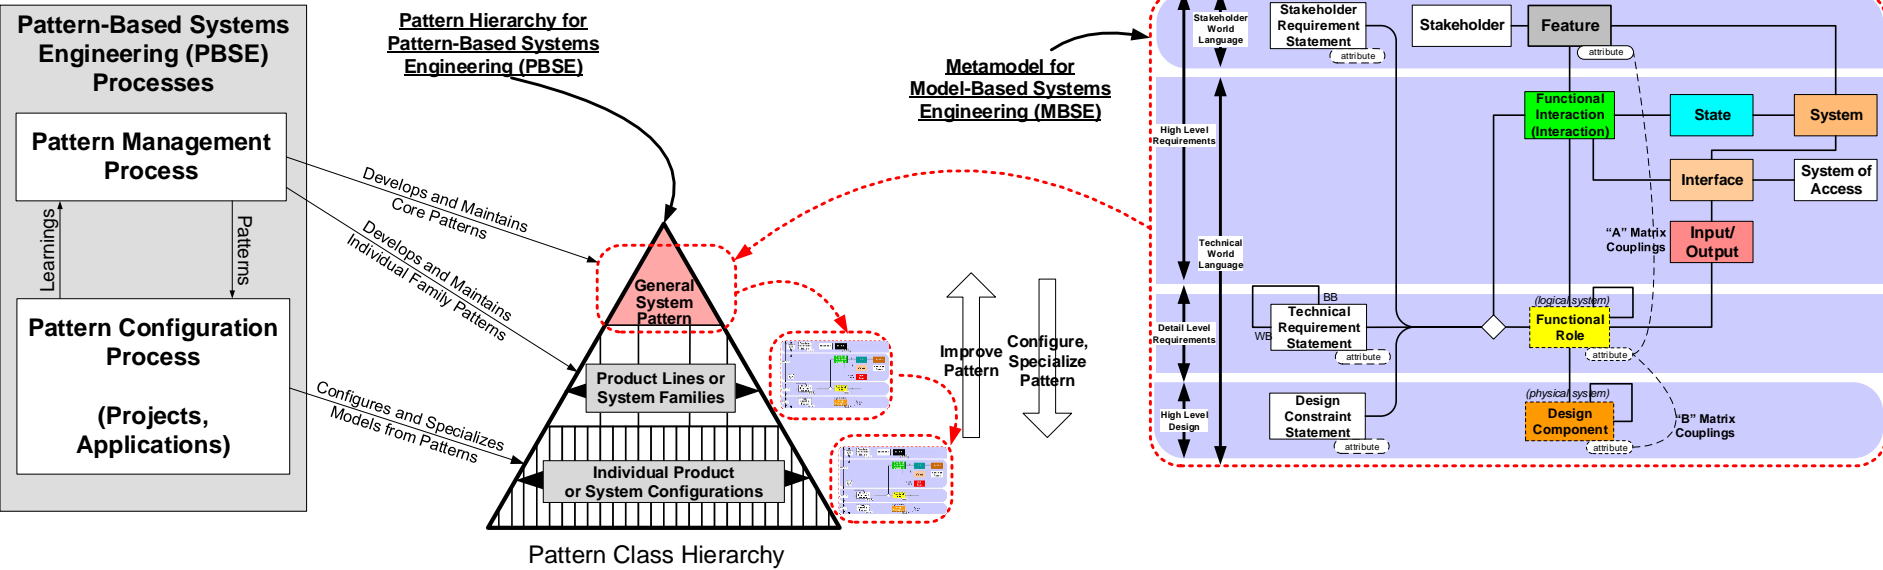 Pattern-Based Systems
Engineering (PBSE)
Processes
Pattern Management
Process
Learnings
Patterns
Pattern Configuration
Process
(Projects,
Applications)
Pattern Hierarchy for
Pattern-Based Systems
Engineering (PBSE)
Develops and Maintains
Core Patterns
Develops and Maintains
Individual Family Patterns
Configures and Specializes
Models from Patterns
General
System
Pattern
Product Lines or
System Families
Individual Product
or System Configurations
Pattern Class Hierarchy
Improve
Pattern
Configure,
Specialize
Pattern
Metamodel for
Model-Based Systems
Engineering (MBSE)
Stakeholder
World
Language
High Level
Requirements
Technical
World
Language
Detail Level
Requirements
High Level
Design
Stakeholder
Requirement
Statement
attribute
Stakeholder
Feature
attribute
Functional
Interaction
(Interaction)
State
System
Interface
System of
Access
"A" Matrix
Couplings
Input/
Output
BB
WB
Technical
Requirement
Statement
attribute
(logical system)
Functional
Role
attribute
Design
Constraint
Statement
attribute
(physical system)
Design
Component
attribute
"B" Matrix
Couplings